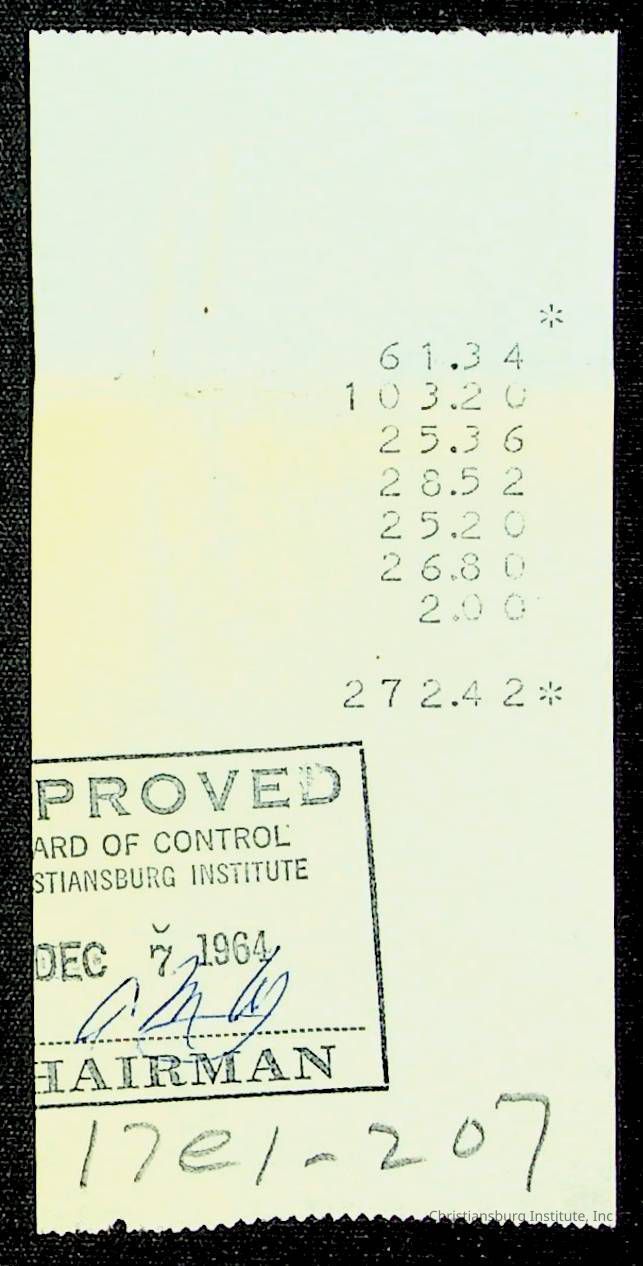 *
61.34
103.20
25.36
28.52
25.20
26.80
2.00
272.42*
PROVED
ARD OF CONTROL
STIANSBURG INSTITUTE
DEC 7 1964
HAIRMAN
17e1-207
Christiansburg Institute, Inc